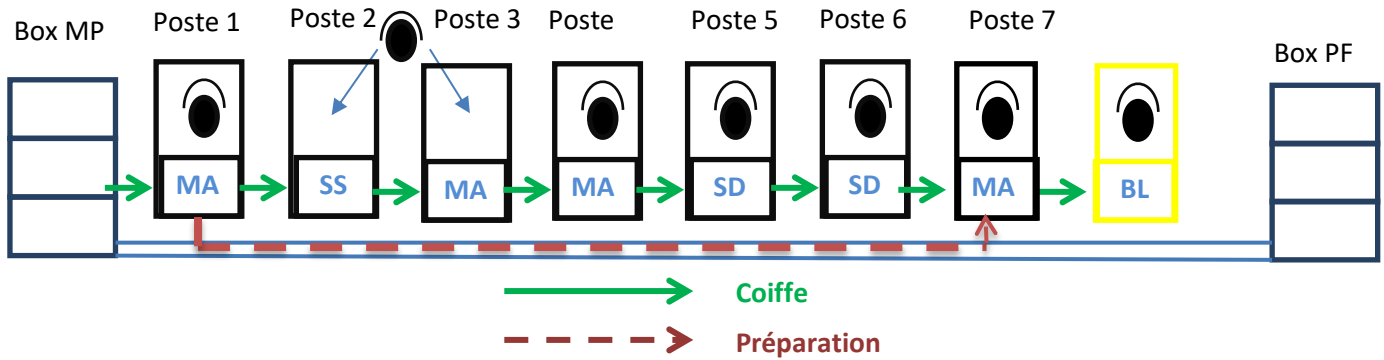 Box MP
Poste 1
Poste 2
Poste 3
Poste
Poste 5
Poste 6
Poste 7
Box PF
MA
SS
MA
MA
SD
SD
MA
BL
Coiffe
Préparation